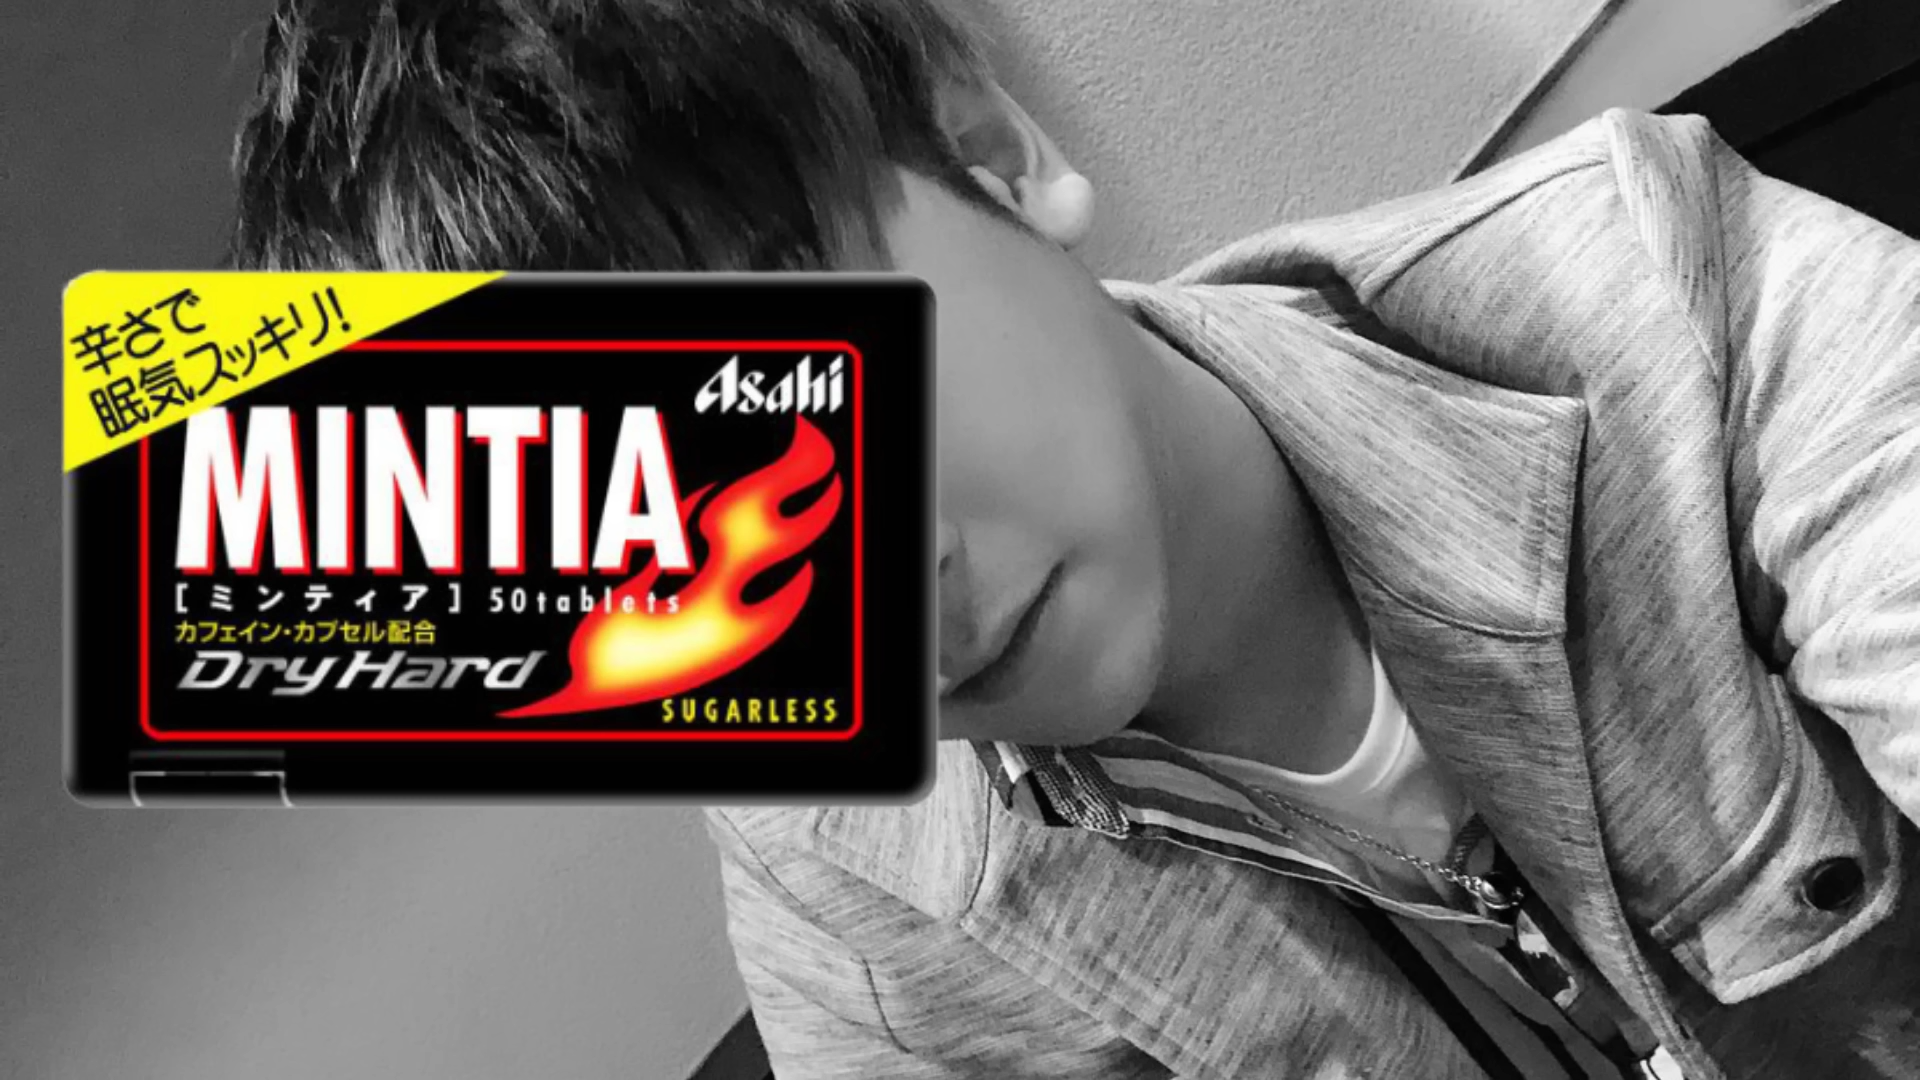 辛さで
眠気スッキリ!
Asahi
MINTIA
[ミンティア] 50tablets
カフェイン・カプセル配合
Dry Hard
SUGARLESS